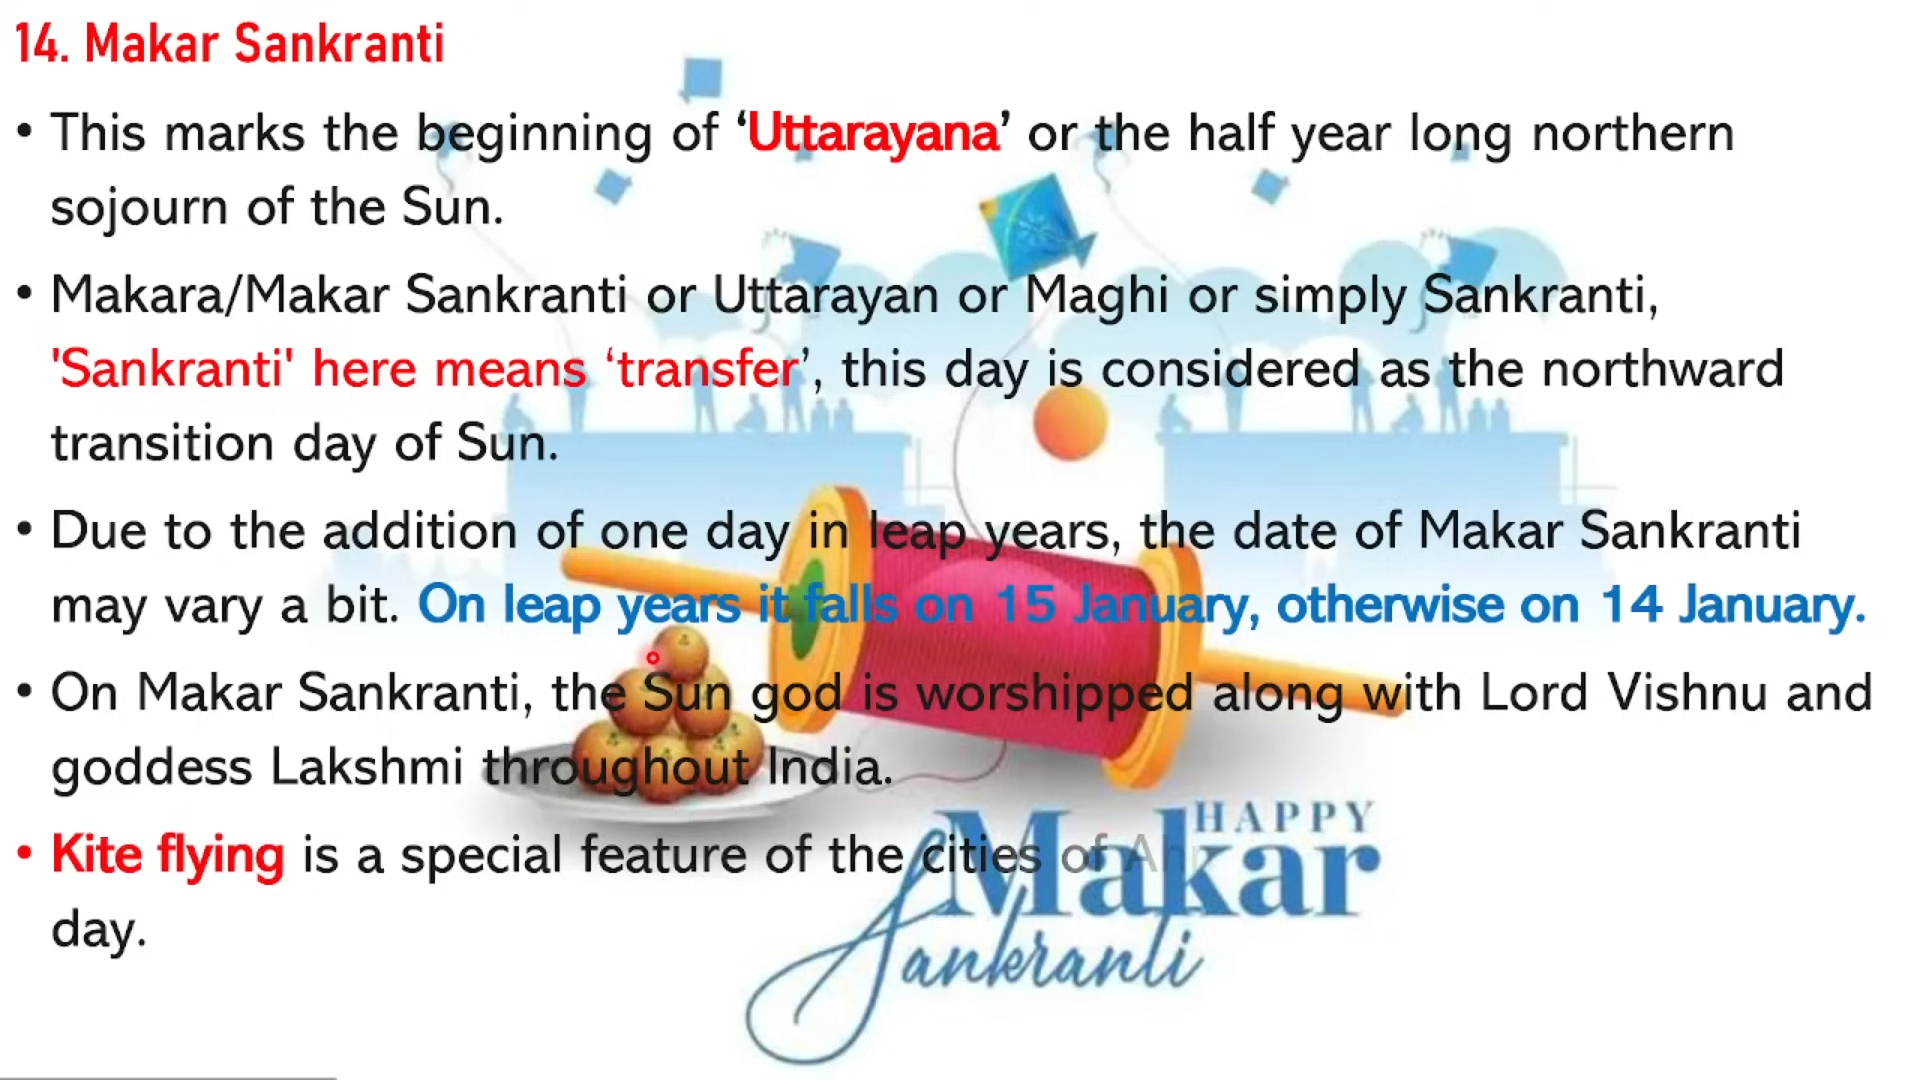 14. Makar Sankranti
• This marks the beginning of ‘Uttarayana’ or the half year long northern
sojourn of the Sun.
• Makara/Makar Sankranti or Uttarayan or Maghi or simply Sankranti,
'Sankranti' here means ‘transfer’, this day is considered as the northward
transition day of Sun.
• Due to the addition of one day in leap years, the date of Makar Sankranti
may vary a bit. On leap years it falls on 15 January, otherwise on 14 January.
• On Makar Sankranti, the Sun god is worshipped along with Lord Vishnu and
goddess Lakshmi throughout India.
• Kite flying is a special feature of the cities of
day.
HAPPY
Makar
Sankranti